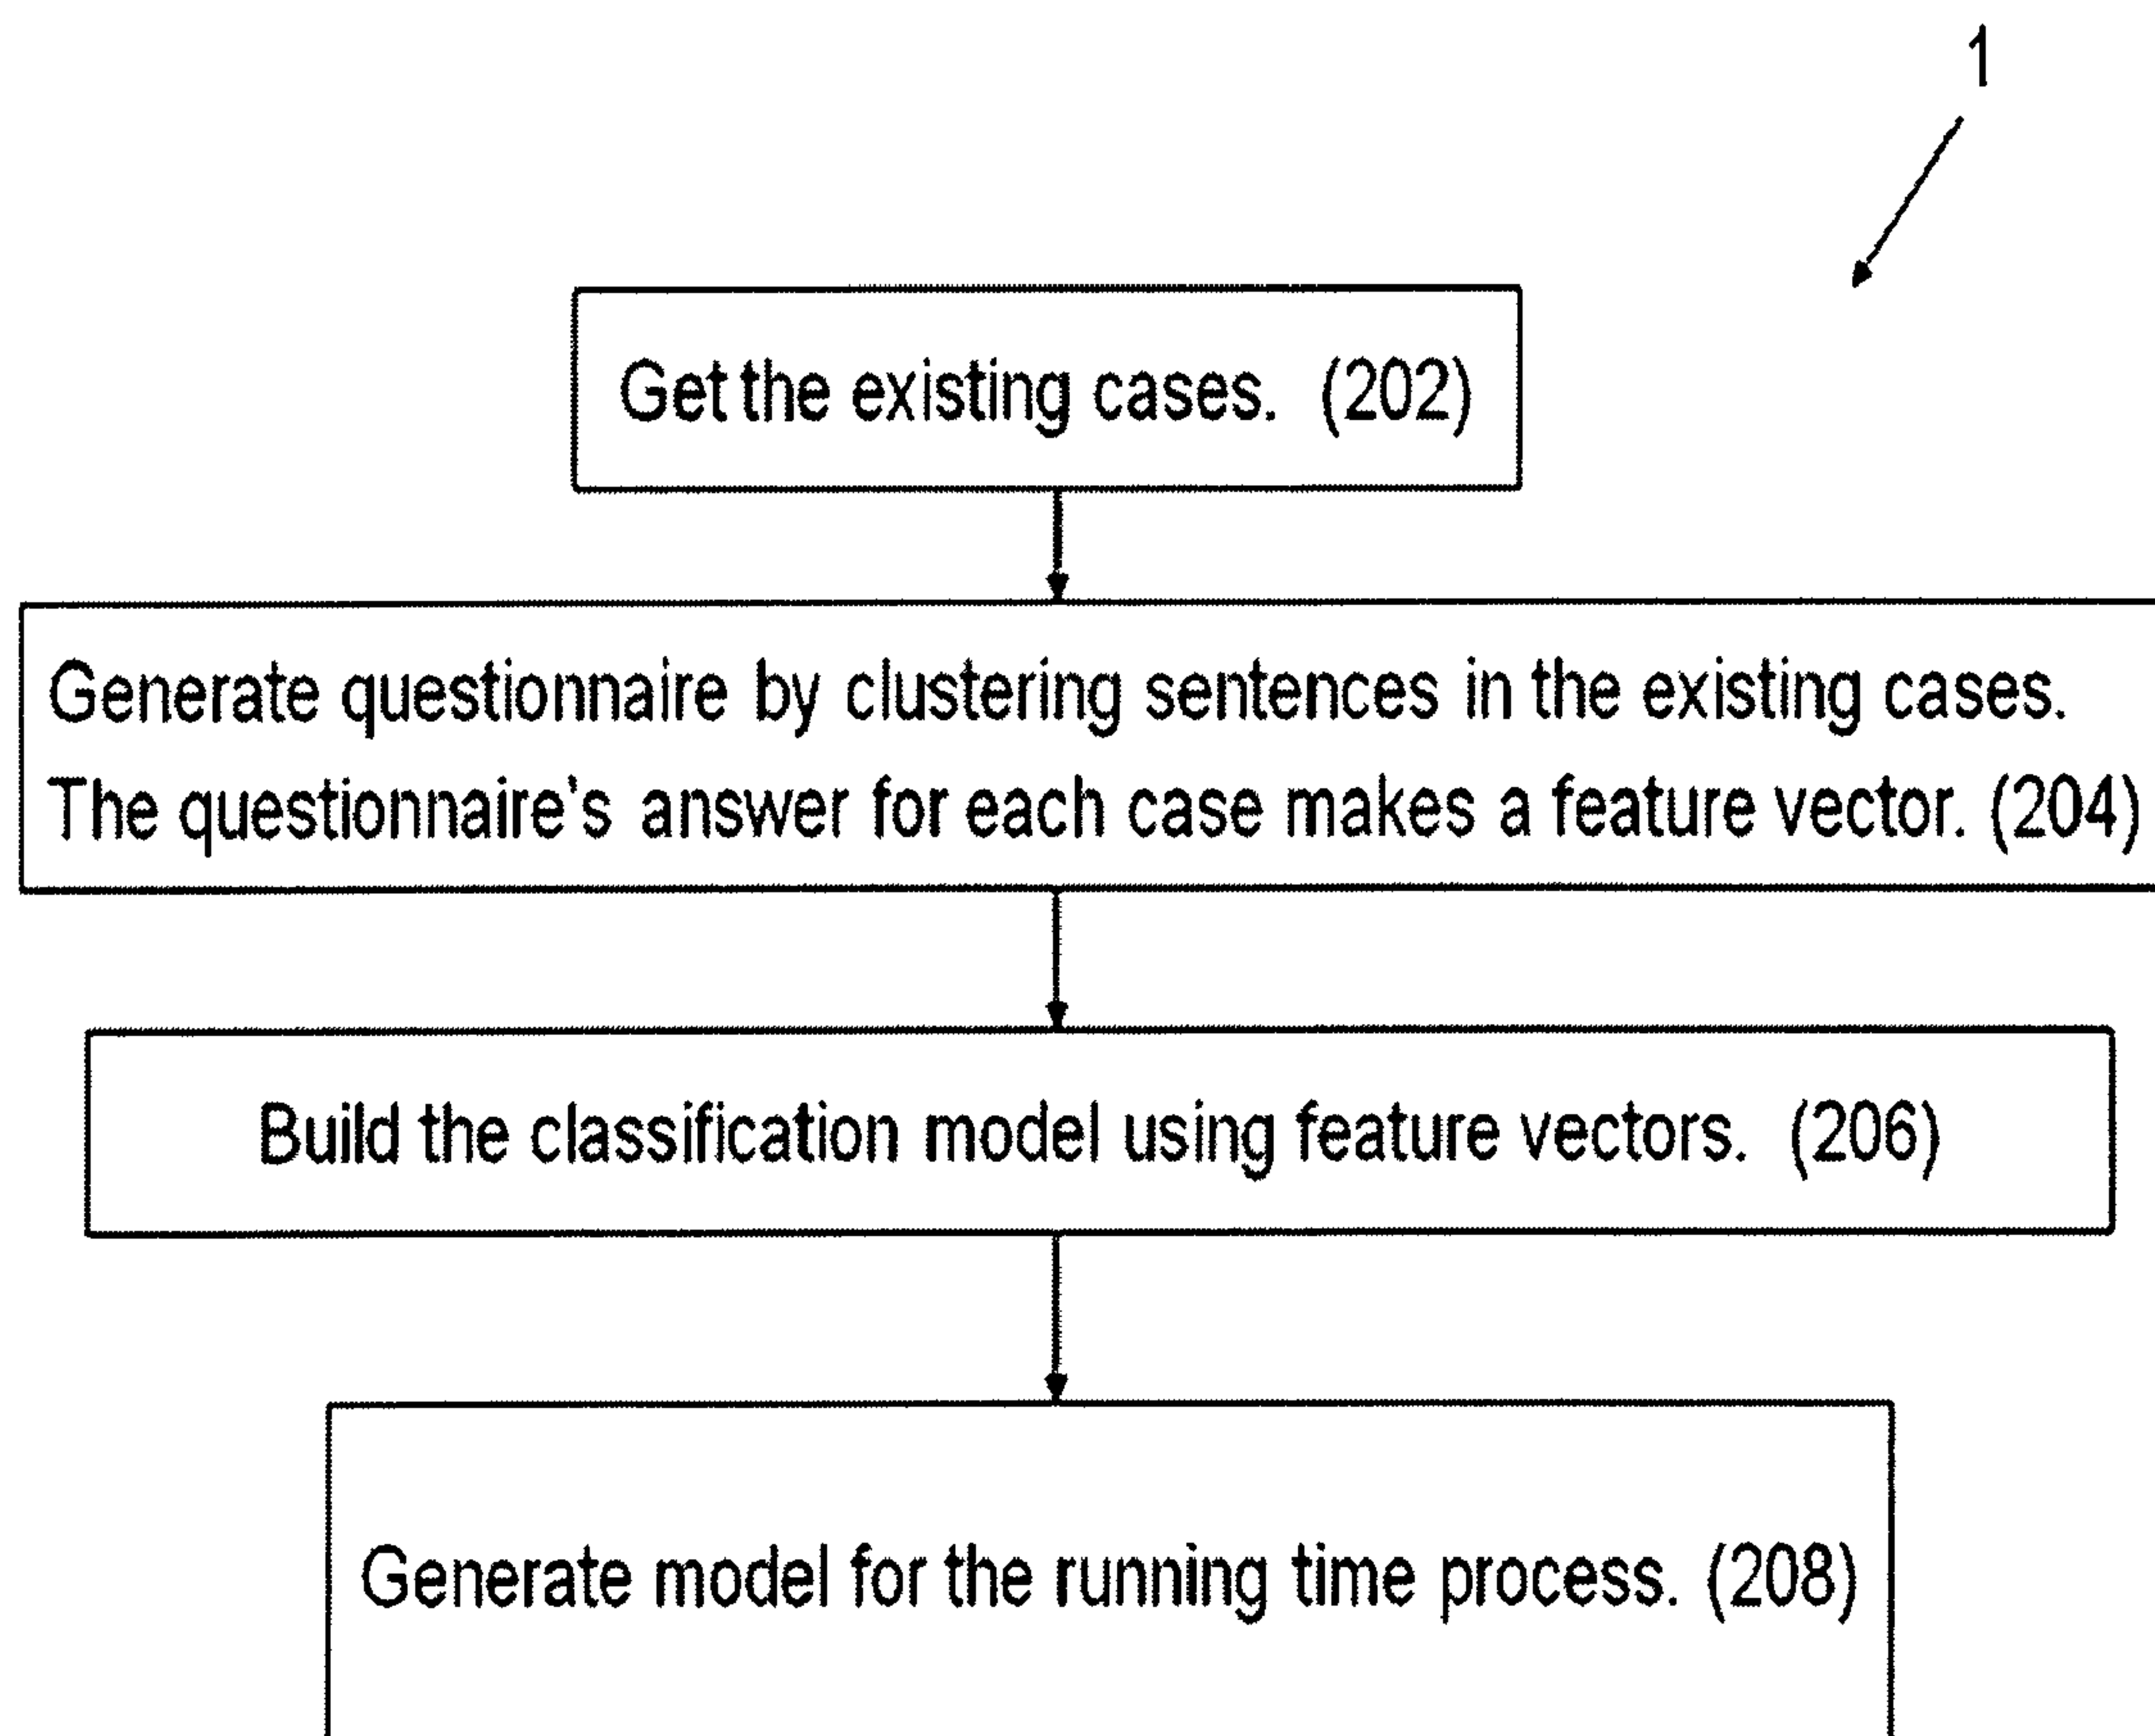 1
Get the existing cases. (202)
Generate questionnaire by clustering sentences in the existing cases.
The questionnaire's answer for each case makes a feature vector. (204)
Build the classification model using feature vectors. (206)
Generate model for the running time process. (208)